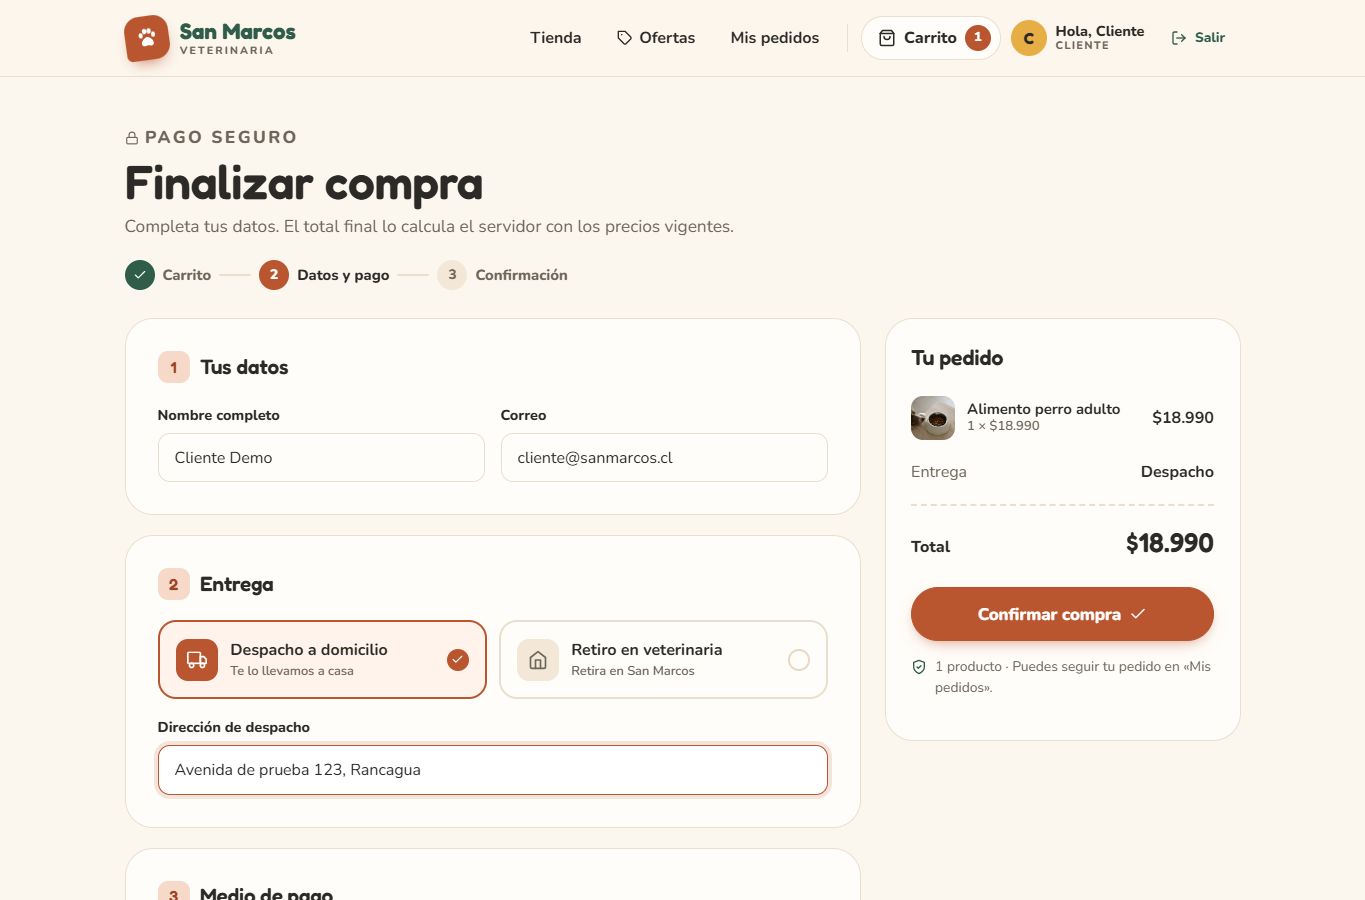 San Marcos
VETERINARIA
Tienda
Ofertas
Mis pedidos
Carrito 1
C
Hola, Cliente
CLIENTE
Salir
PAGO SEGURO
Finalizar compra
Completa tus datos. El total final lo calcula el servidor con los precios vigentes.
Carrito
2 Datos y pago
3 Confirmación
1 Tus datos
Nombre completo
Cliente Demo
Correo
cliente@sanmarcos.cl
2 Entrega
Despacho a domicilio
Te lo llevamos a casa
Retiro en veterinaria
Retira en San Marcos
Dirección de despacho
Avenida de prueba 123, Rancagua
3 Medio de pago
Tu pedido
Alimento perro adulto
1 × $18.990
$18.990
Entrega Despacho
Total $18.990
Confirmar compra
1 producto · Puedes seguir tu pedido en «Mis
pedidos».